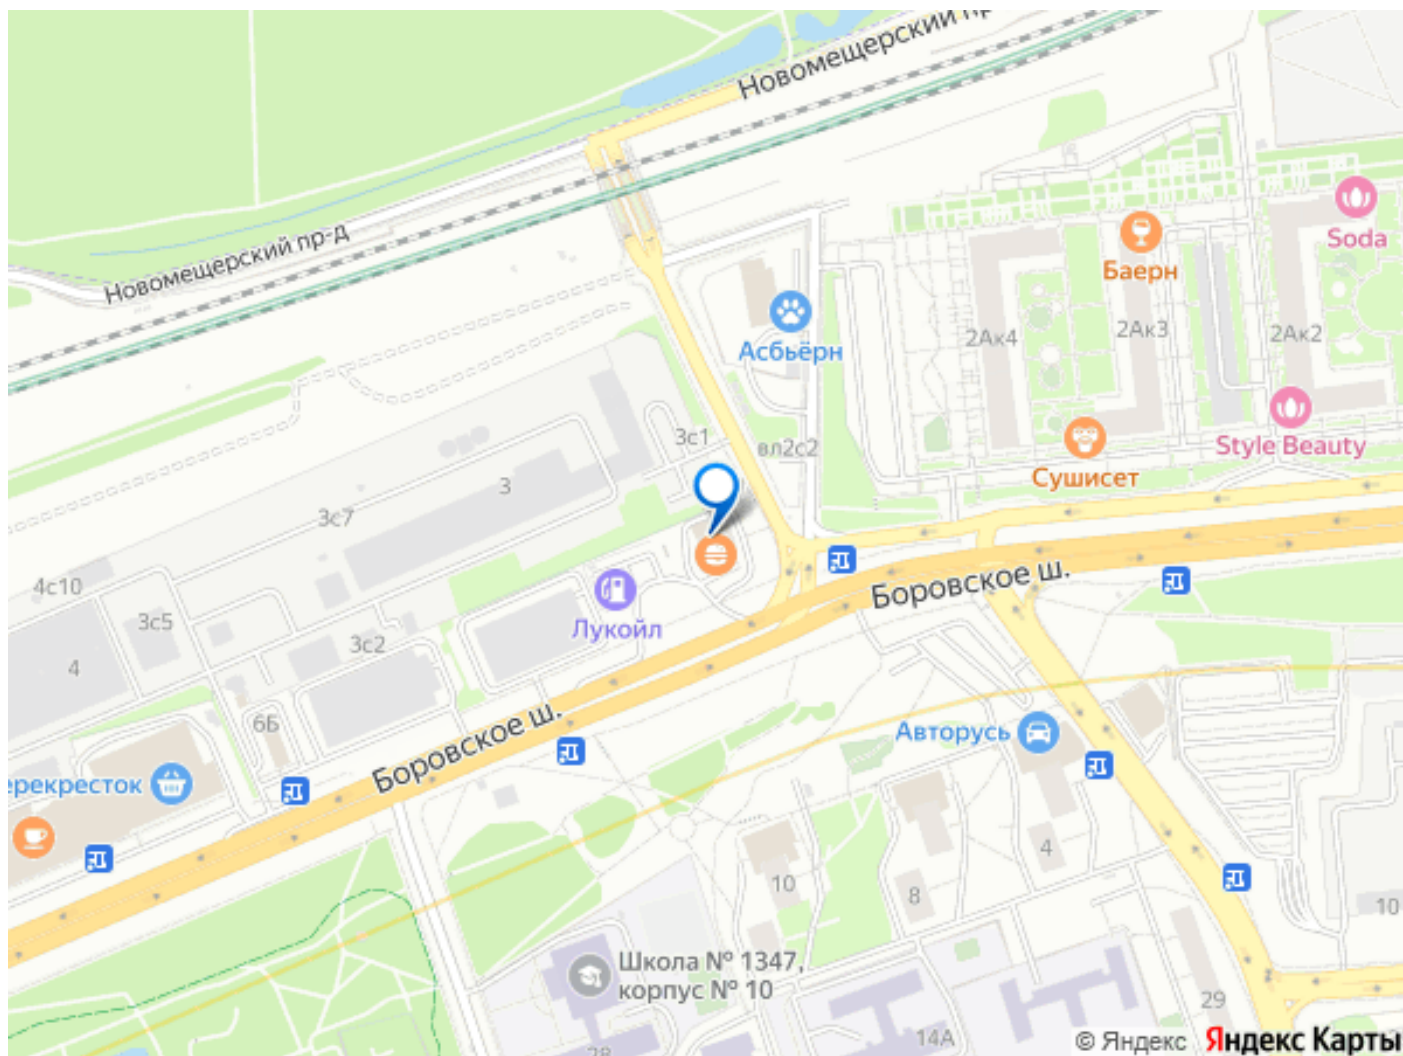 Новомещерский пр
Новомещерский пр-д
Soda
Баерн
2Ак4
2Ак3
2Ак2
Асбьёрн
3с1
вл2с2
Style Beauty
Сушисет
3
3с7
4с10
3с5
3с2
4
Лукойл
Боровское ш.
6Б
Боровское ш.
Авторусь
ерекресток
4
10
8
10
Школа № 1347,
корпус № 10
29
14А
28
© Яндекс Яндекс Карты